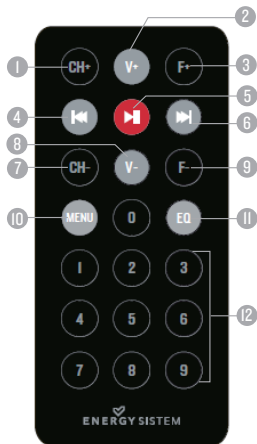 2
1 CH+ V+ F+ 3
5
4 6
8
7 CH- V- F- 9
10 MENU 0 EQ 11
1 2 3
4 5 6 12
7 8 9
ENERGY SISTEM